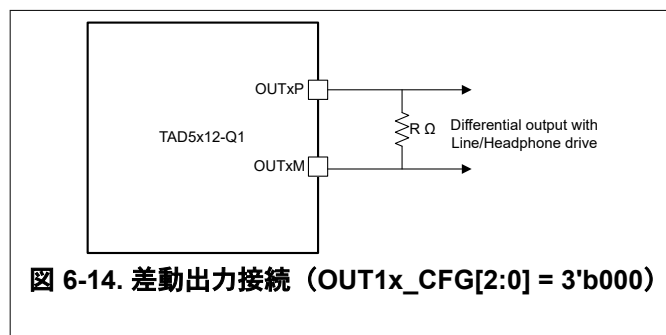 OUTxP
TAD5x12-Q1
R Ω
Differential output with
Line/Headphone drive
OUTxM
図 6-14. 差動出力接続（OUT1x_CFG[2:0] = 3'b000）